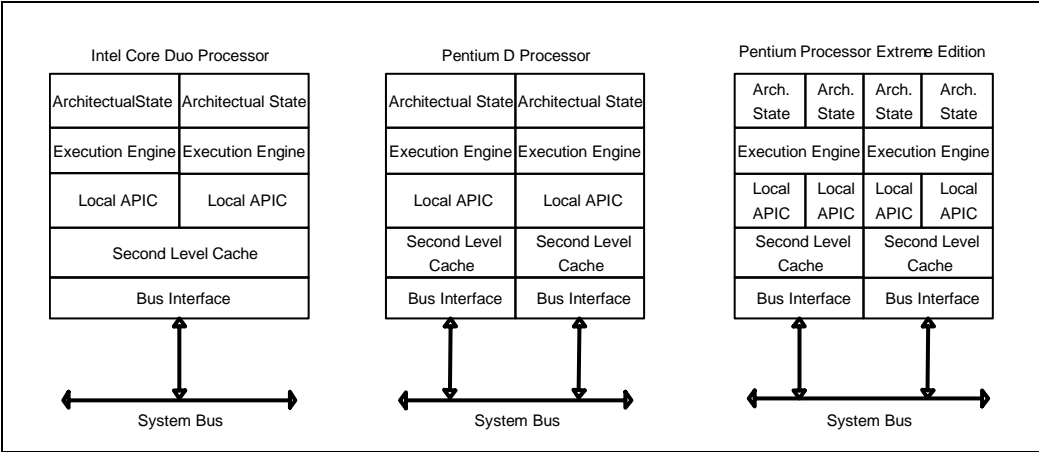 Intel Core Duo Processor
ArchitectualState
Architectual State
Execution Engine
Execution Engine
Local APIC
Local APIC
Second Level Cache
Bus Interface
System Bus
Pentium D Processor
Architectual State
Architectual State
Execution Engine
Execution Engine
Local APIC
Local APIC
Second Level
Cache
Second Level
Cache
Bus Interface
Bus Interface
System Bus
Pentium Processor Extreme Edition
Arch.
State
Arch.
State
Arch.
State
Arch.
State
Execution Engine
Execution Engine
Local
APIC
Local
APIC
Local
APIC
Local
APIC
Second Level
Cache
Second Level
Cache
Bus Interface
Bus Interface
System Bus